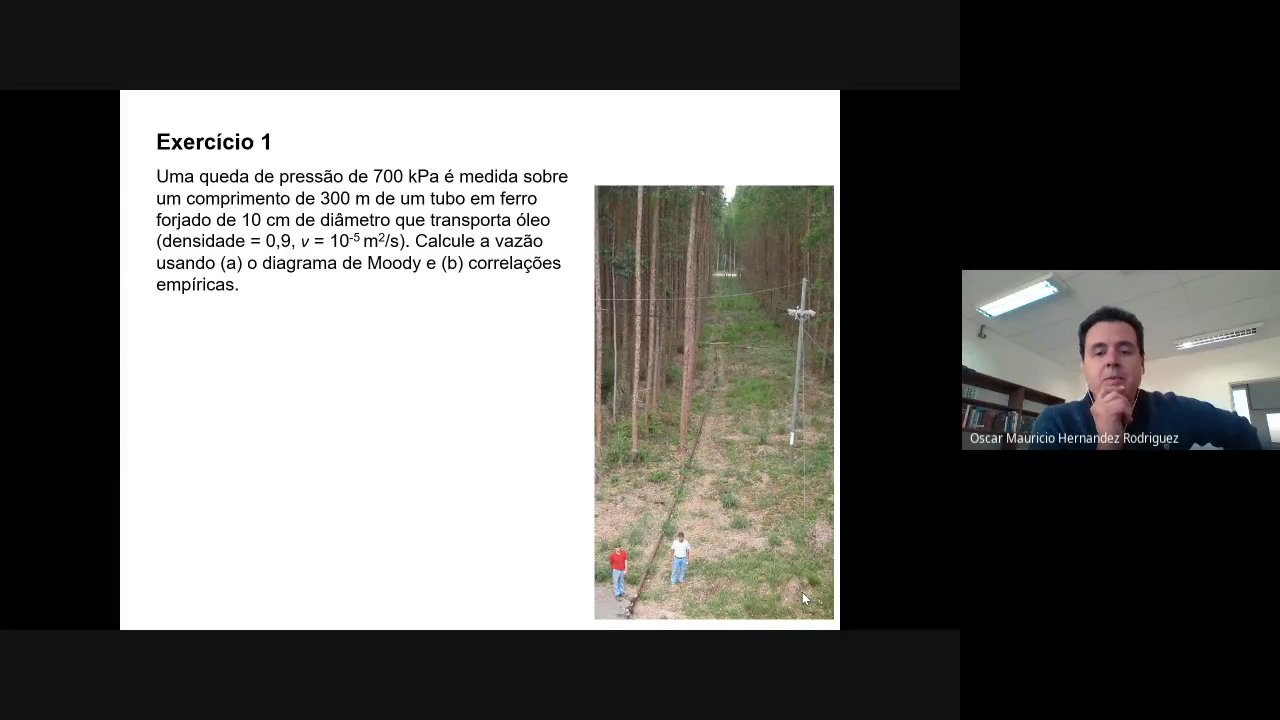 Exercício 1
Uma queda de pressão de 700 kPa é medida sobre
um comprimento de 300 m de um tubo em ferro
forjado de 10 cm de diâmetro que transporta óleo
(densidade = 0,9, ν = 10⁻⁵ m²/s). Calcule a vazão
usando (a) o diagrama de Moody e (b) correlações
empíricas.
Oscar Mauricio Hernandez Rodriguez